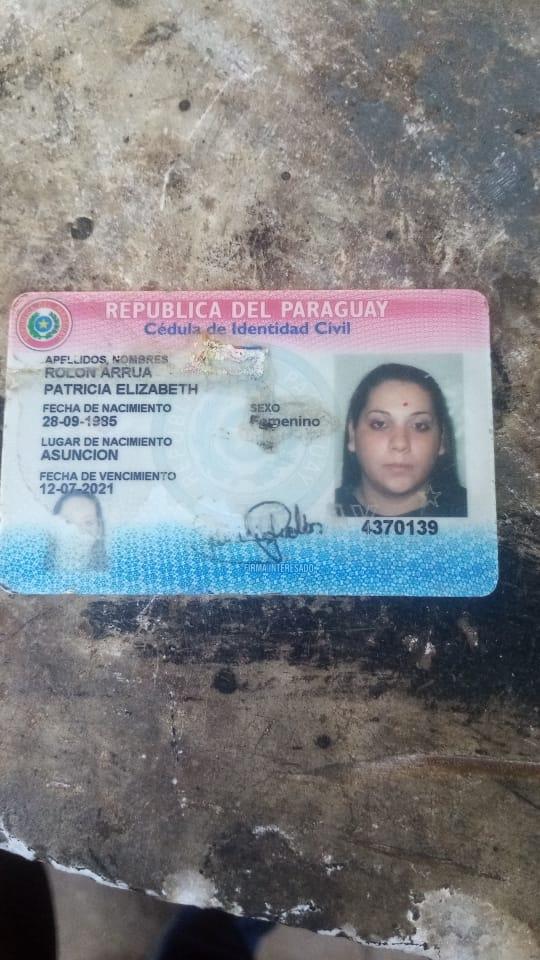 REPUBLICA DEL PARAGUAY
Cédula de Identidad Civil
APELLIDOS, NOMBRES
ROLON ARRUA
PATRICIA ELIZABETH
FECHA DE NACIMIENTO
28-09-1985
SEXO
Femenino
LUGAR DE NACIMIENTO
ASUNCION
FECHA DE VENCIMIENTO
12-07-2021
4370139
FIRMA INTERESADO